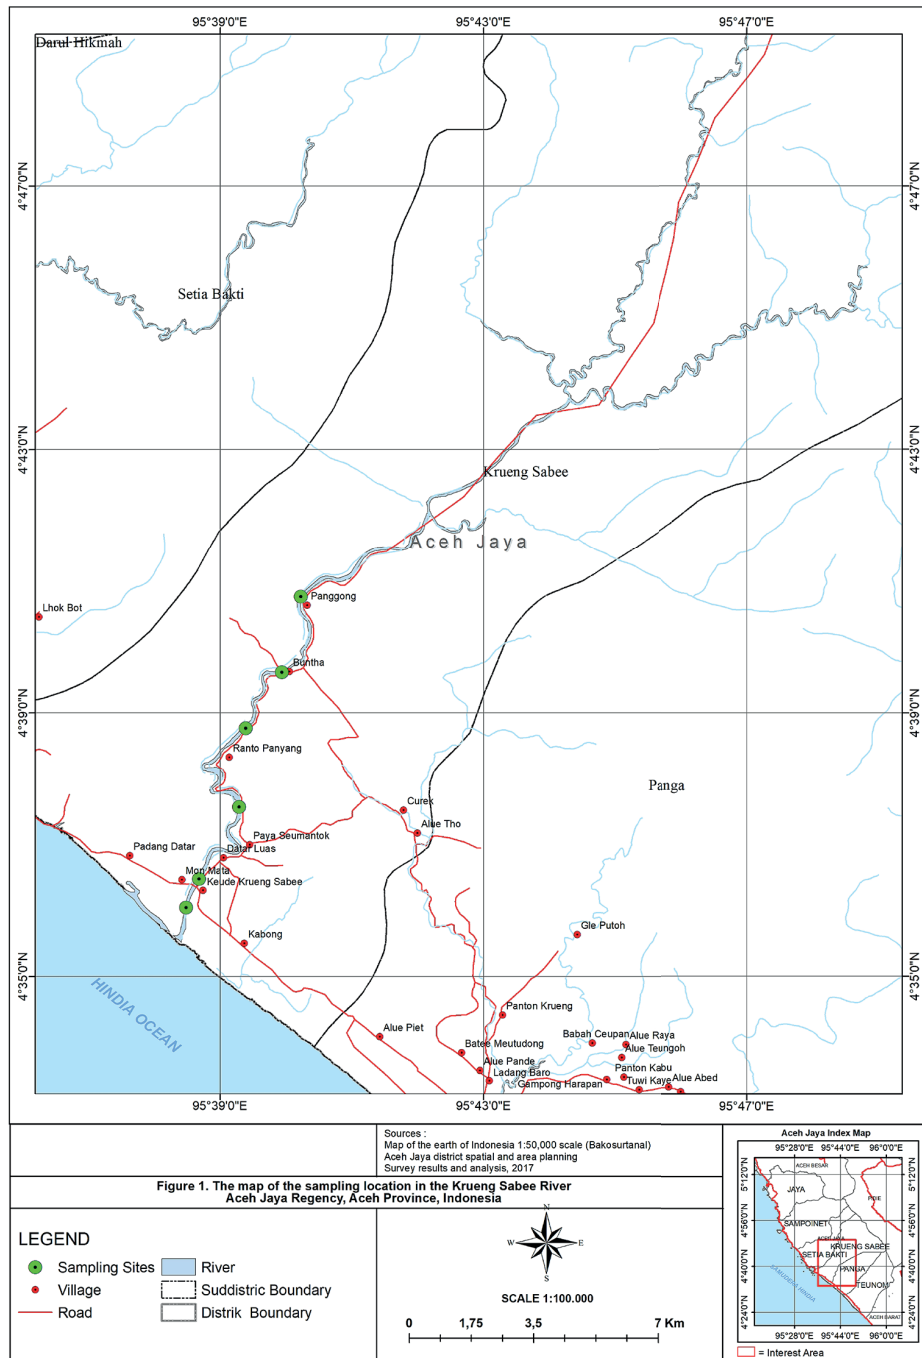 95°39'0"E 95°43'0"E 95°47'0"E
Darul Hikmah
4°47'0"N 4°47'0"N
Setia Bakti
4°43'0"N 4°43'0"N
Krueng Sabee
Aceh Jaya
Panggong
Lhok Bot
Buntha
4°39'0"N 4°39'0"N
Ranto Panyang
Panga
Curek
Alue Tho
Paya Seumantok
Padang Datar
Datar Luas
Mon Mata
Keude Krueng Sabee
Gle Putoh
Kabong
4°35'0"N 4°35'0"N
HINDIA OCEAN
Panton Krueng
Alue Piet
Babah Ceupan
Alue Raya
Batee Meutudong
Alue Teungoh
Alue Pande
Panton Kabu
Ladang Baro
Gampong Harapan
Tuwi Kaye
Alue Abed
95°39'0"E 95°43'0"E 95°47'0"E
Sources :
Map of the earth of Indonesia 1:50,000 scale (Bakosurtanal)
Aceh Jaya district spatial and area planning
Survey results and analysis, 2017
Figure 1. The map of the sampling location in the Krueng Sabee River
Aceh Jaya Regency, Aceh Province, Indonesia
LEGEND
Sampling Sites
Village
Road
River
Suddistric Boundary
Distrik Boundary
N
W E
S
SCALE 1:100.000
0 1,75 3,5 7 Km
Aceh Jaya Index Map
95°28'0"E 95°44'0"E 96°0'0"E
5°12'0"N 5°12'0"N
4°56'0"N 4°56'0"N
4°40'0"N 4°40'0"N
4°24'0"N 4°24'0"N
ACEH BESAR
JAYA
PIDIE
SAMPOINET
ACEH JAYA
KRUENG SABEE
SETIA BAKTI
PANGA
TEUNOM
SAMUDERA HINDIA
ACEH BARAT
95°28'0"E 95°44'0"E 96°0'0"E
= Interest Area